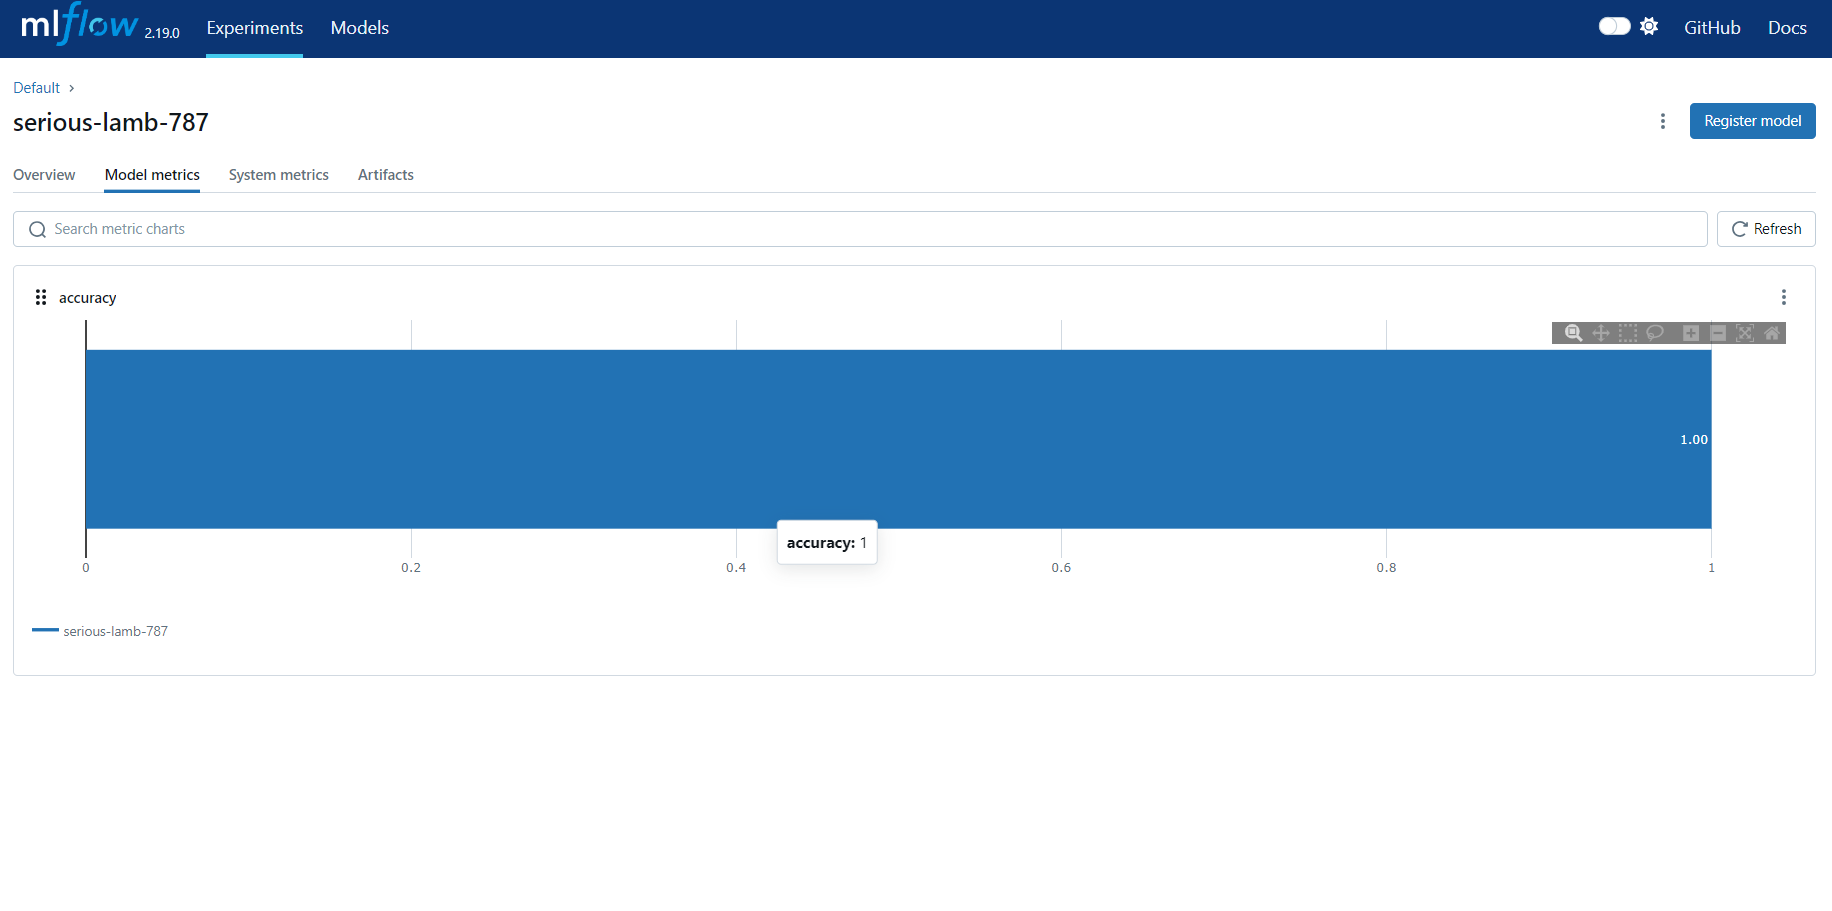 mlflow 2.19.0 Experiments Models GitHub Docs
Default
serious-lamb-787
Register model
Overview Model metrics System metrics Artifacts
Search metric charts Refresh
accuracy
1.00
accuracy: 1
0 0.2 0.4 0.6 0.8 1
serious-lamb-787